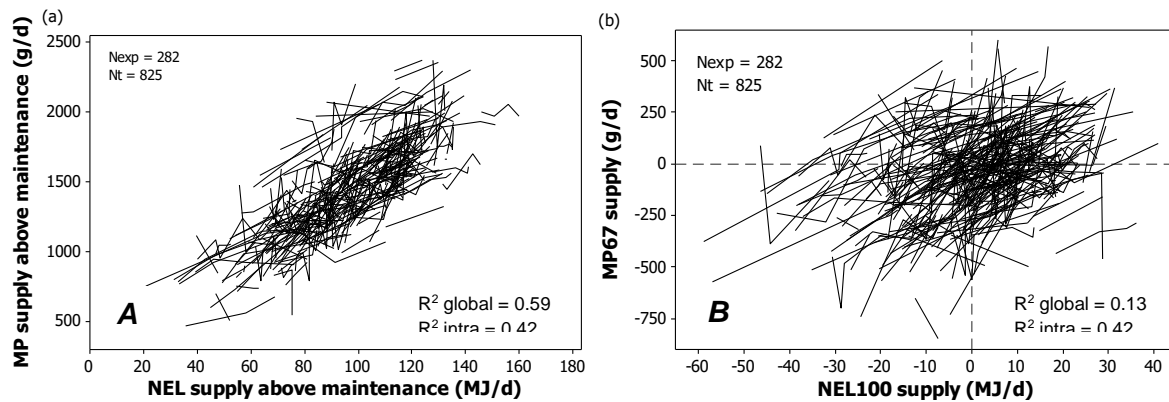 (a)
MP supply above maintenance (g/d)
2500
2000
1500
1000
500
Nexp = 282
Nt = 825
A
R² global = 0.59
R² intra = 0.42
0 20 40 60 80 100 120 140 160 180
NEL supply above maintenance (MJ/d)
(b)
MP67 supply (g/d)
500
250
0
-250
-500
-750
Nexp = 282
Nt = 825
B
R² global = 0.13
R² intra = 0.42
-60 -50 -40 -30 -20 -10 0 10 20 30 40
NEL100 supply (MJ/d)